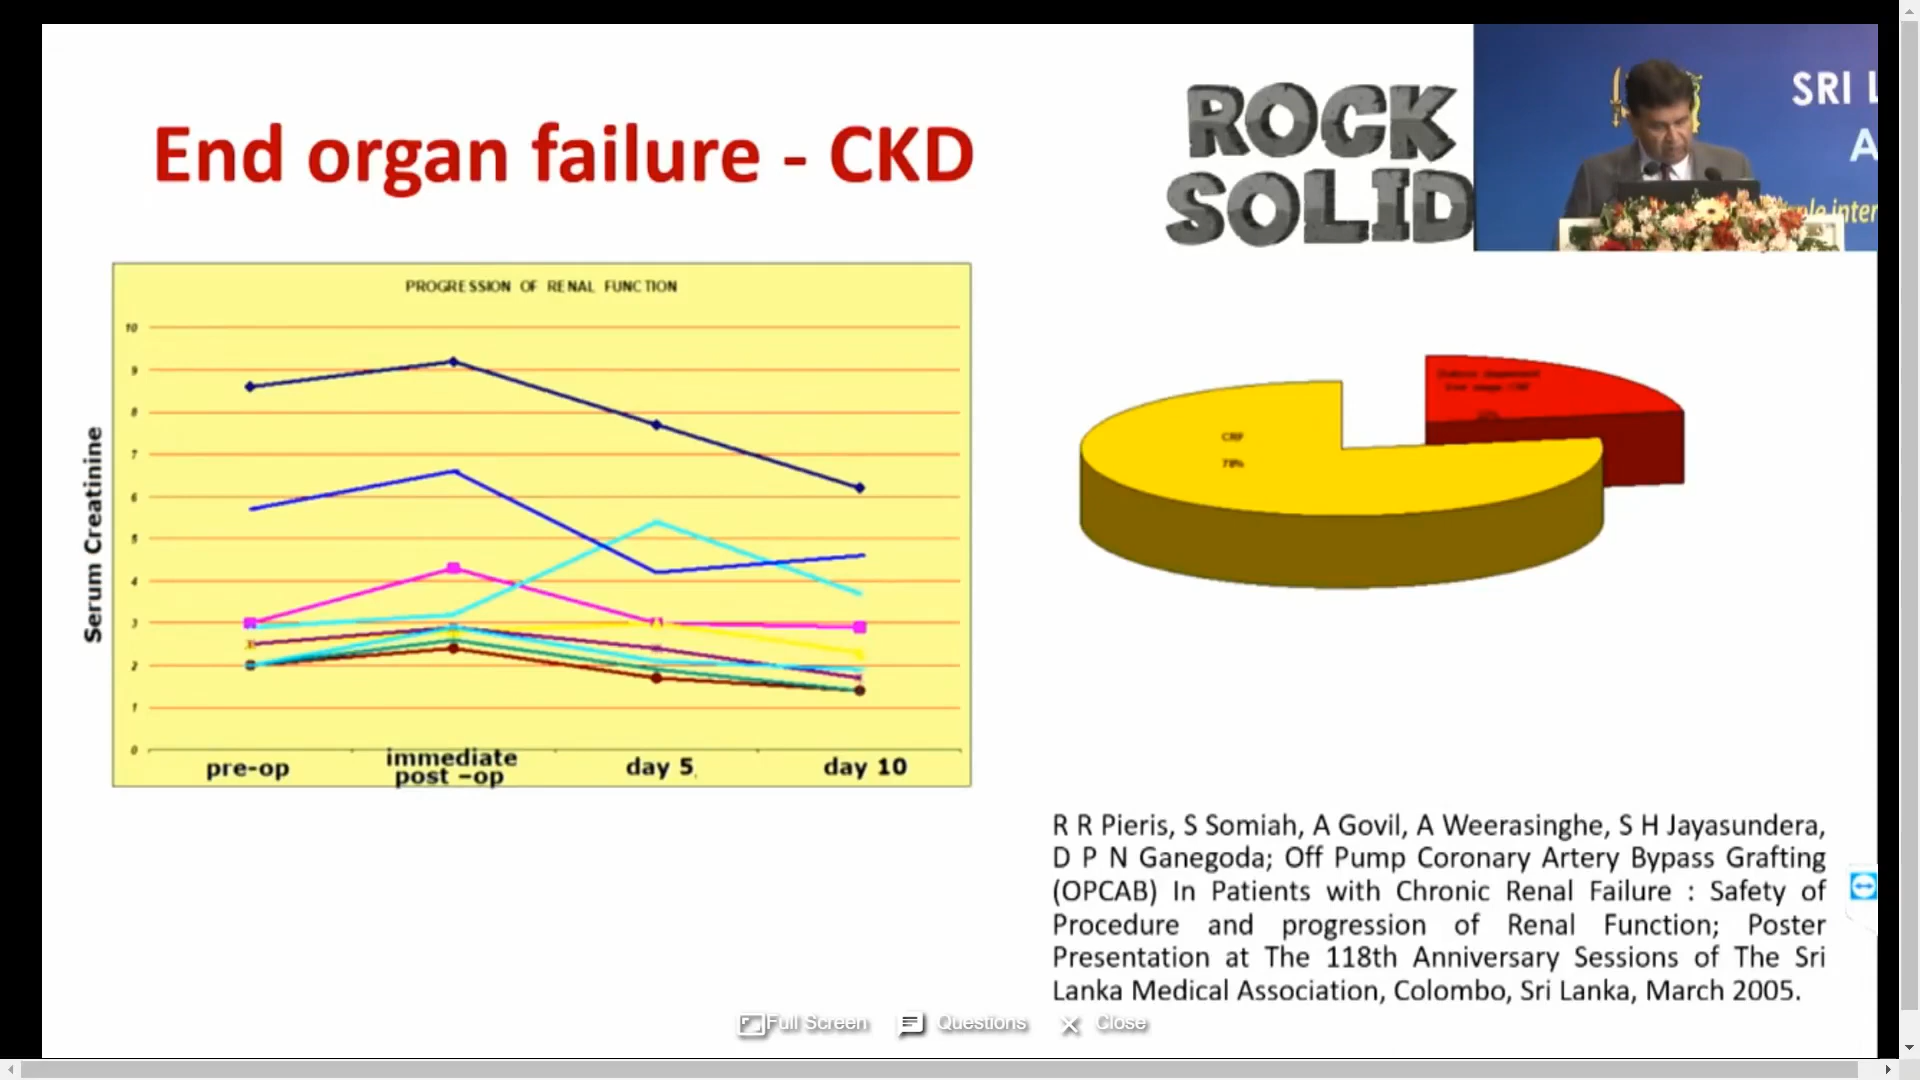 End organ failure - CKD
ROCK
SOLID
SRI L
A
ple inter
PROGRESSION OF RENAL FUNCTION
Serum Creatinine
10
9
8
7
6
5
4
3
2
1
0
pre-op
immediate
post –op
day 5
day 10
CRF
78%
R R Pieris, S Somiah, A Govil, A Weerasinghe, S H Jayasundera,
D P N Ganegoda; Off Pump Coronary Artery Bypass Grafting
(OPCAB) In Patients with Chronic Renal Failure : Safety of
Procedure and progression of Renal Function; Poster
Presentation at The 118th Anniversary Sessions of The Sri
Lanka Medical Association, Colombo, Sri Lanka, March 2005.
Full Screen
Questions
Close